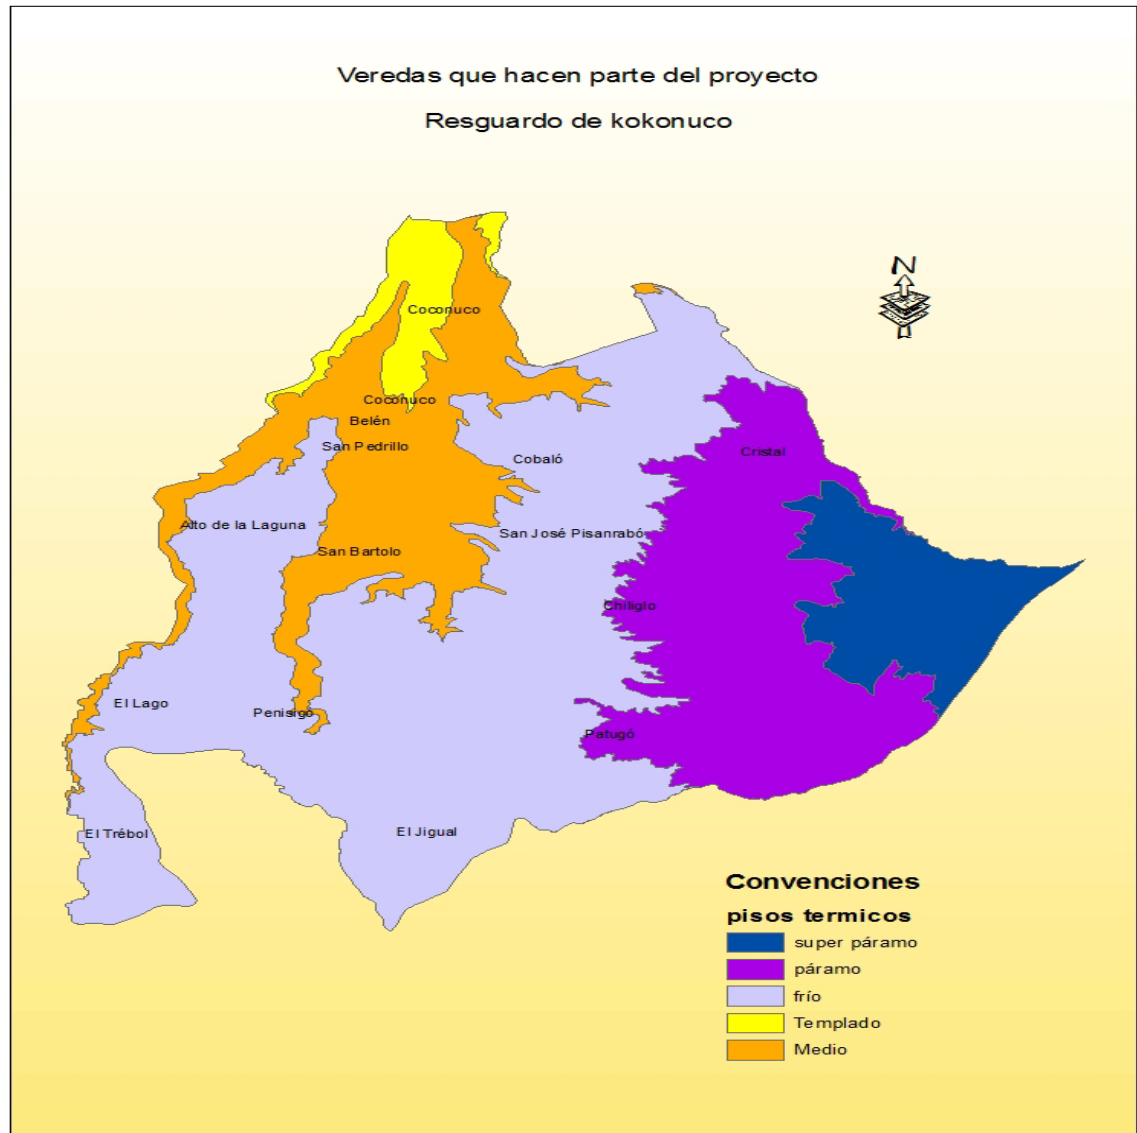 Veredas que hacen parte del proyecto
Resguardo de kokonuco
N
Coconuco
Coconuco
Belén
San Pedrillo
Cobaló
Cristal
Alto de la Laguna
San José Pisanrabó
San Bartolo
Chiliglo
El Lago
Penisigó
Patugó
El Trébol
El Jigual
Convenciones
pisos termicos
super páramo
páramo
frío
Templado
Medio